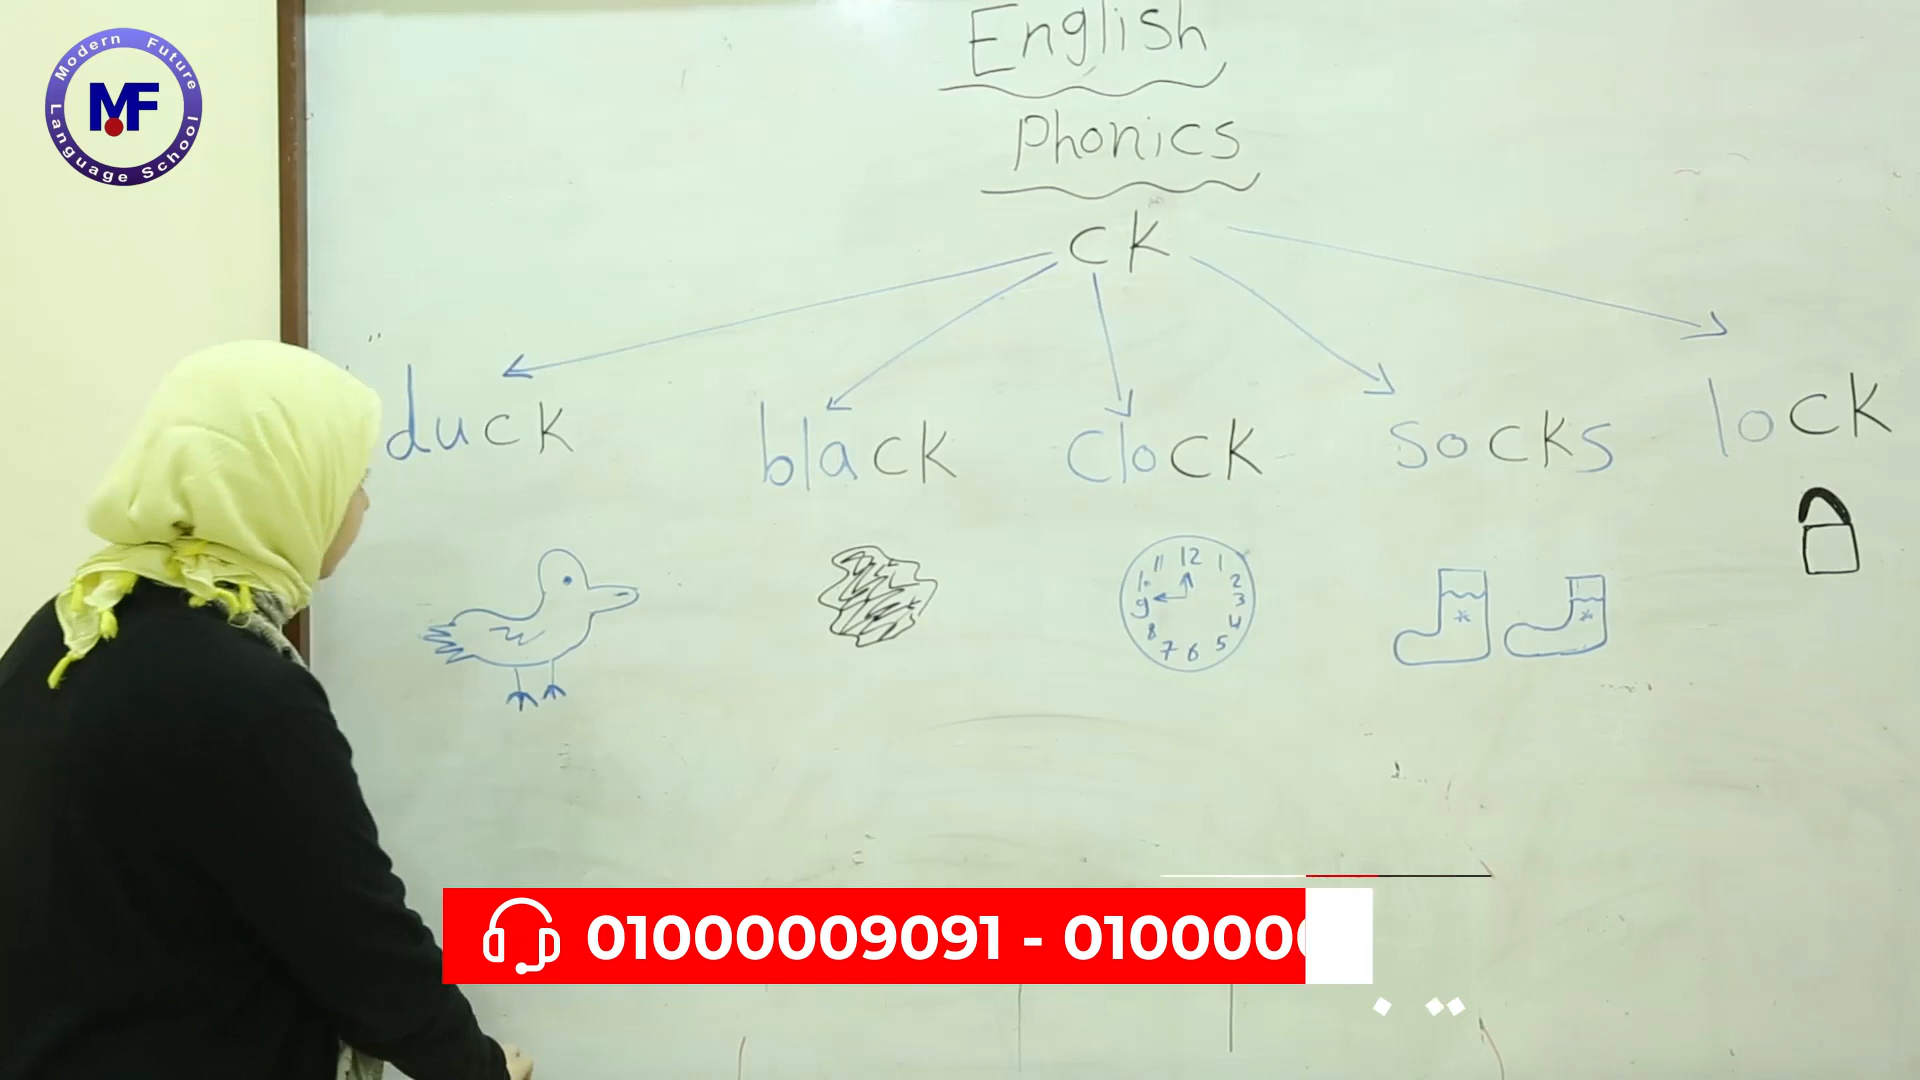 Modern Future
MF
Language School
English
Phonics
ck
duck
black
clock
socks
lock
11 12 1
10 2
9 3
8 4
7 6 5
01000009091 - 010000